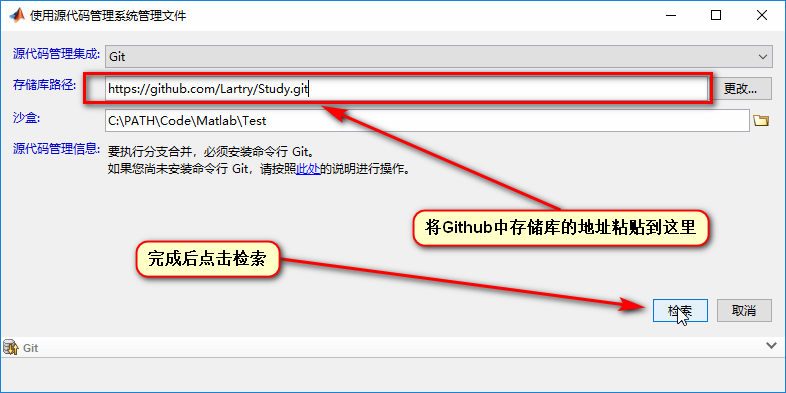 使用源代码管理系统管理文件
源代码管理集成: Git
存储库路径: https://github.com/Lartry/Study.git 更改...
沙盒: C:\PATH\Code\Matlab\Test
源代码管理信息: 要执行分支合并，必须安装命令行 Git。
如果您尚未安装命令行 Git，请按照此处的说明进行操作。
将Github中存储库的地址粘贴到这里
完成后点击检索
检索 取消
Git